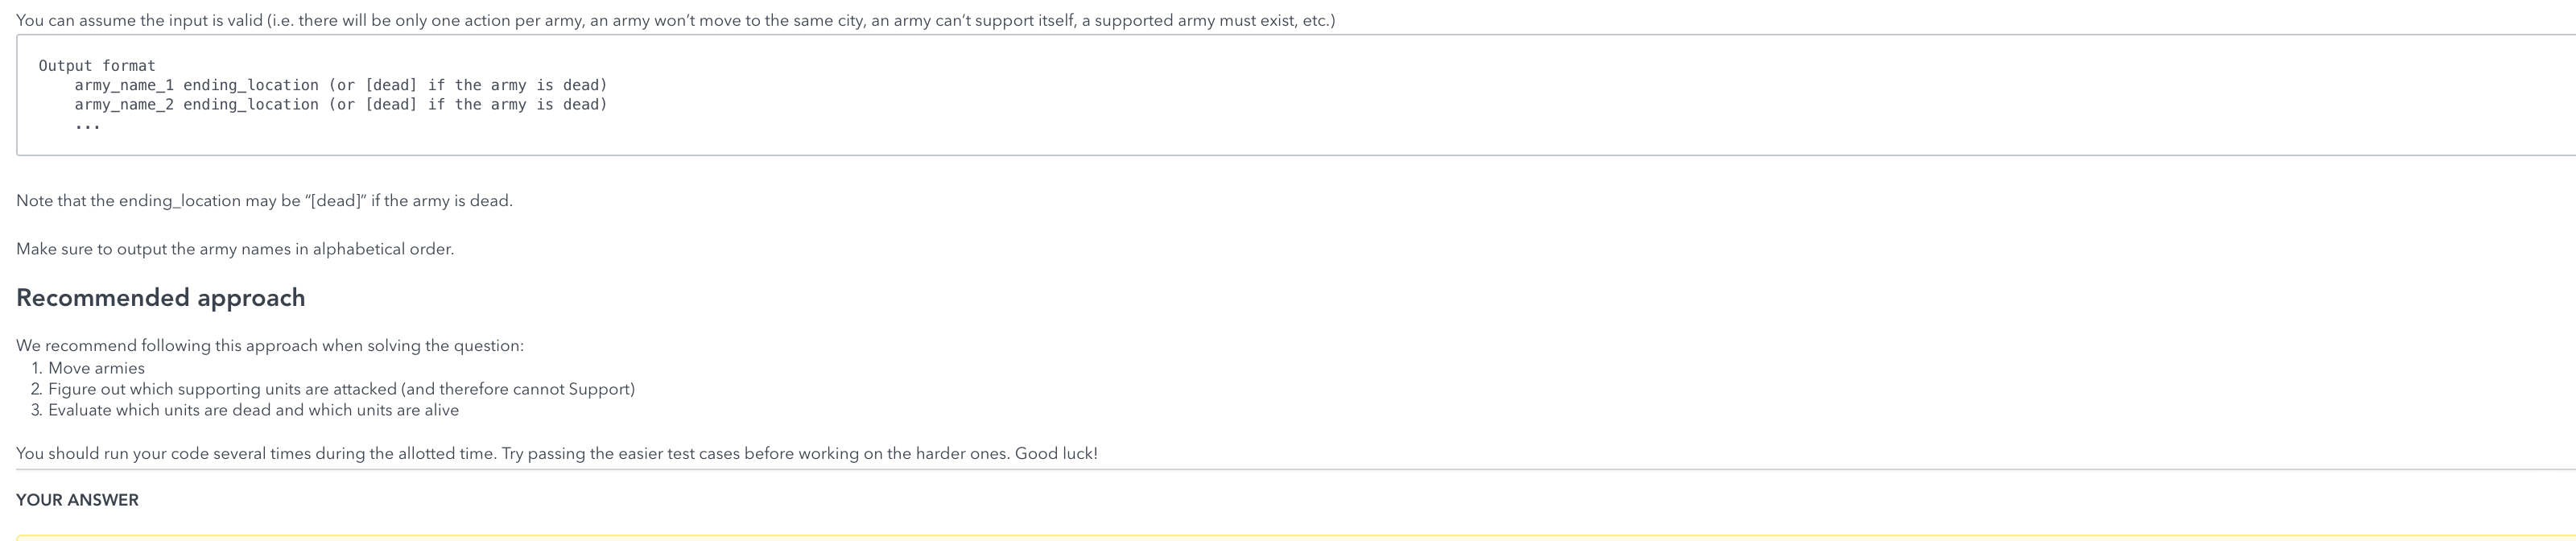 You can assume the input is valid (i.e. there will be only one action per army, an army won’t move to the same city, an army can’t support itself, a supported army must exist, etc.)
Output format
army_name_1 ending_location (or [dead] if the army is dead)
army_name_2 ending_location (or [dead] if the army is dead)
...
Note that the ending_location may be “[dead]” if the army is dead.
Make sure to output the army names in alphabetical order.
Recommended approach
We recommend following this approach when solving the question:
1. Move armies
2. Figure out which supporting units are attacked (and therefore cannot Support)
3. Evaluate which units are dead and which units are alive
You should run your code several times during the allotted time. Try passing the easier test cases before working on the harder ones. Good luck!
YOUR ANSWER